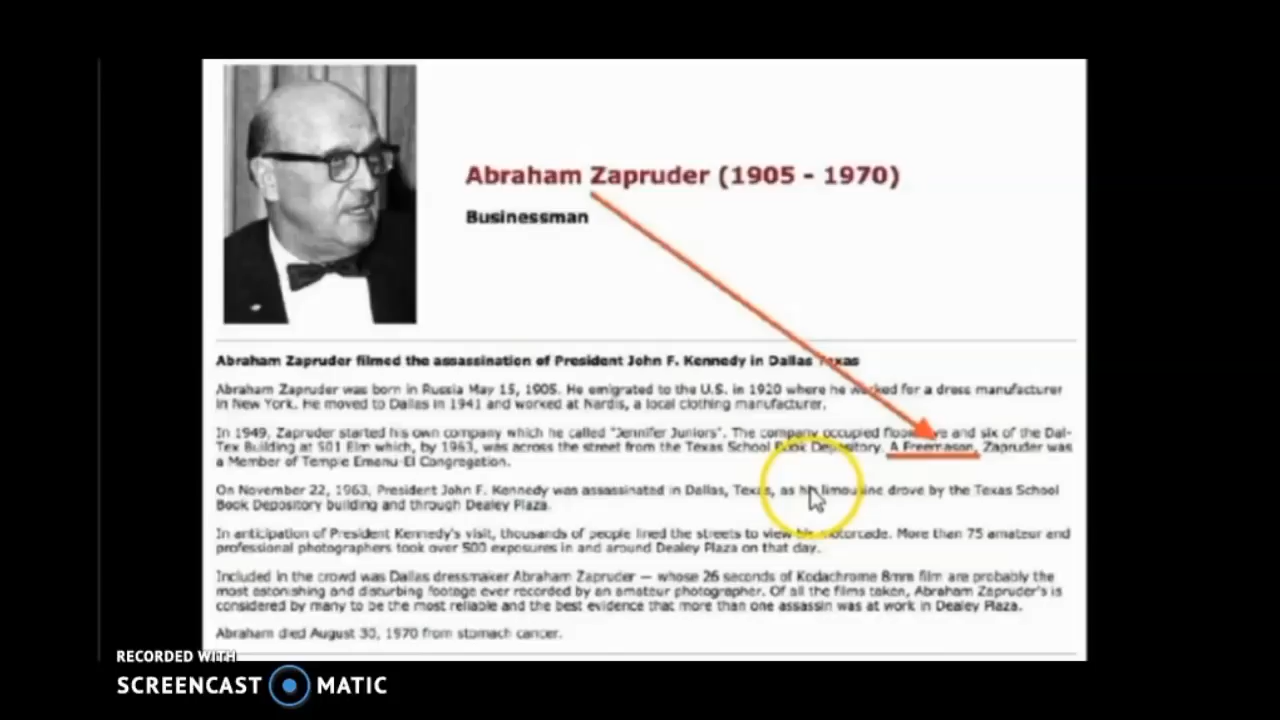 Abraham Zapruder (1905 - 1970)
Businessman
Abraham Zapruder filmed the assassination of President John F. Kennedy in Dallas Texas
Abraham Zapruder was born in Russia May 15, 1905. He emigrated to the U.S. in 1920 where he worked for a dress manufacturer
in New York. He moved to Dallas in 1941 and worked at Nardis, a local clothing manufacturer.
In 1949, Zapruder started his own company which he called "Jennifer Juniors". The company occupied floors five and six of the Dal-
Tex Building at 501 Elm which, by 1963, was across the street from the Texas School Book Depository. A Freemason, Zapruder was
a Member of Temple Emanu-El Congregation.
On November 22, 1963, President John F. Kennedy was assassinated in Dallas, Texas, as his limousine drove by the Texas School
Book Depository building and through Dealey Plaza.
In anticipation of President Kennedy's visit, thousands of people lined the streets to view his motorcade. More than 75 amateur and
professional photographers took over 500 exposures in and around Dealey Plaza on that day.
Included in the crowd was Dallas dressmaker Abraham Zapruder — whose 26 seconds of Kodachrome 8mm film are probably the
most astonishing and disturbing footage ever recorded by an amateur photographer. Of all the films taken, Abraham Zapruder's is
considered by many to be the most reliable and the best evidence that more than one assassin was at work in Dealey Plaza.
Abraham died August 30, 1970 from stomach cancer.
RECORDED WITH
SCREENCAST MATIC